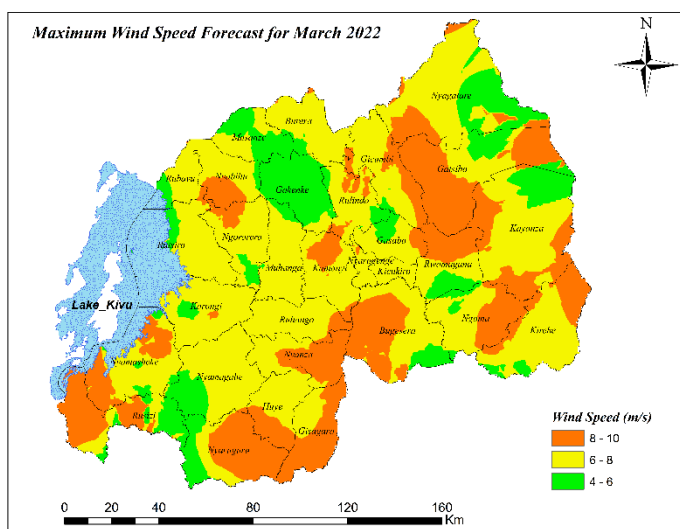 Maximum Wind Speed Forecast for March 2022
N
Nyagatare
Burera
Musanze
Gicumbi
Rubavu
Nyabihu
Gakenke
Gatsibo
Rulindo
Rutsiro
Ngororero
Gasabo
Kayonza
Muhanga
Kamonyi
Nyarugenge
Kicukiro
Rwamagana
Lake_Kivu
Karongi
Ruhango
Bugesera
Ngoma
Kirehe
Nyamasheke
Nyanza
Nyamagabe
Rusizi
Huye
Gisagara
Nyaruguru
Wind Speed (m/s)
8 - 10
6 - 8
4 - 6
0 20 40 80 120 160
Km